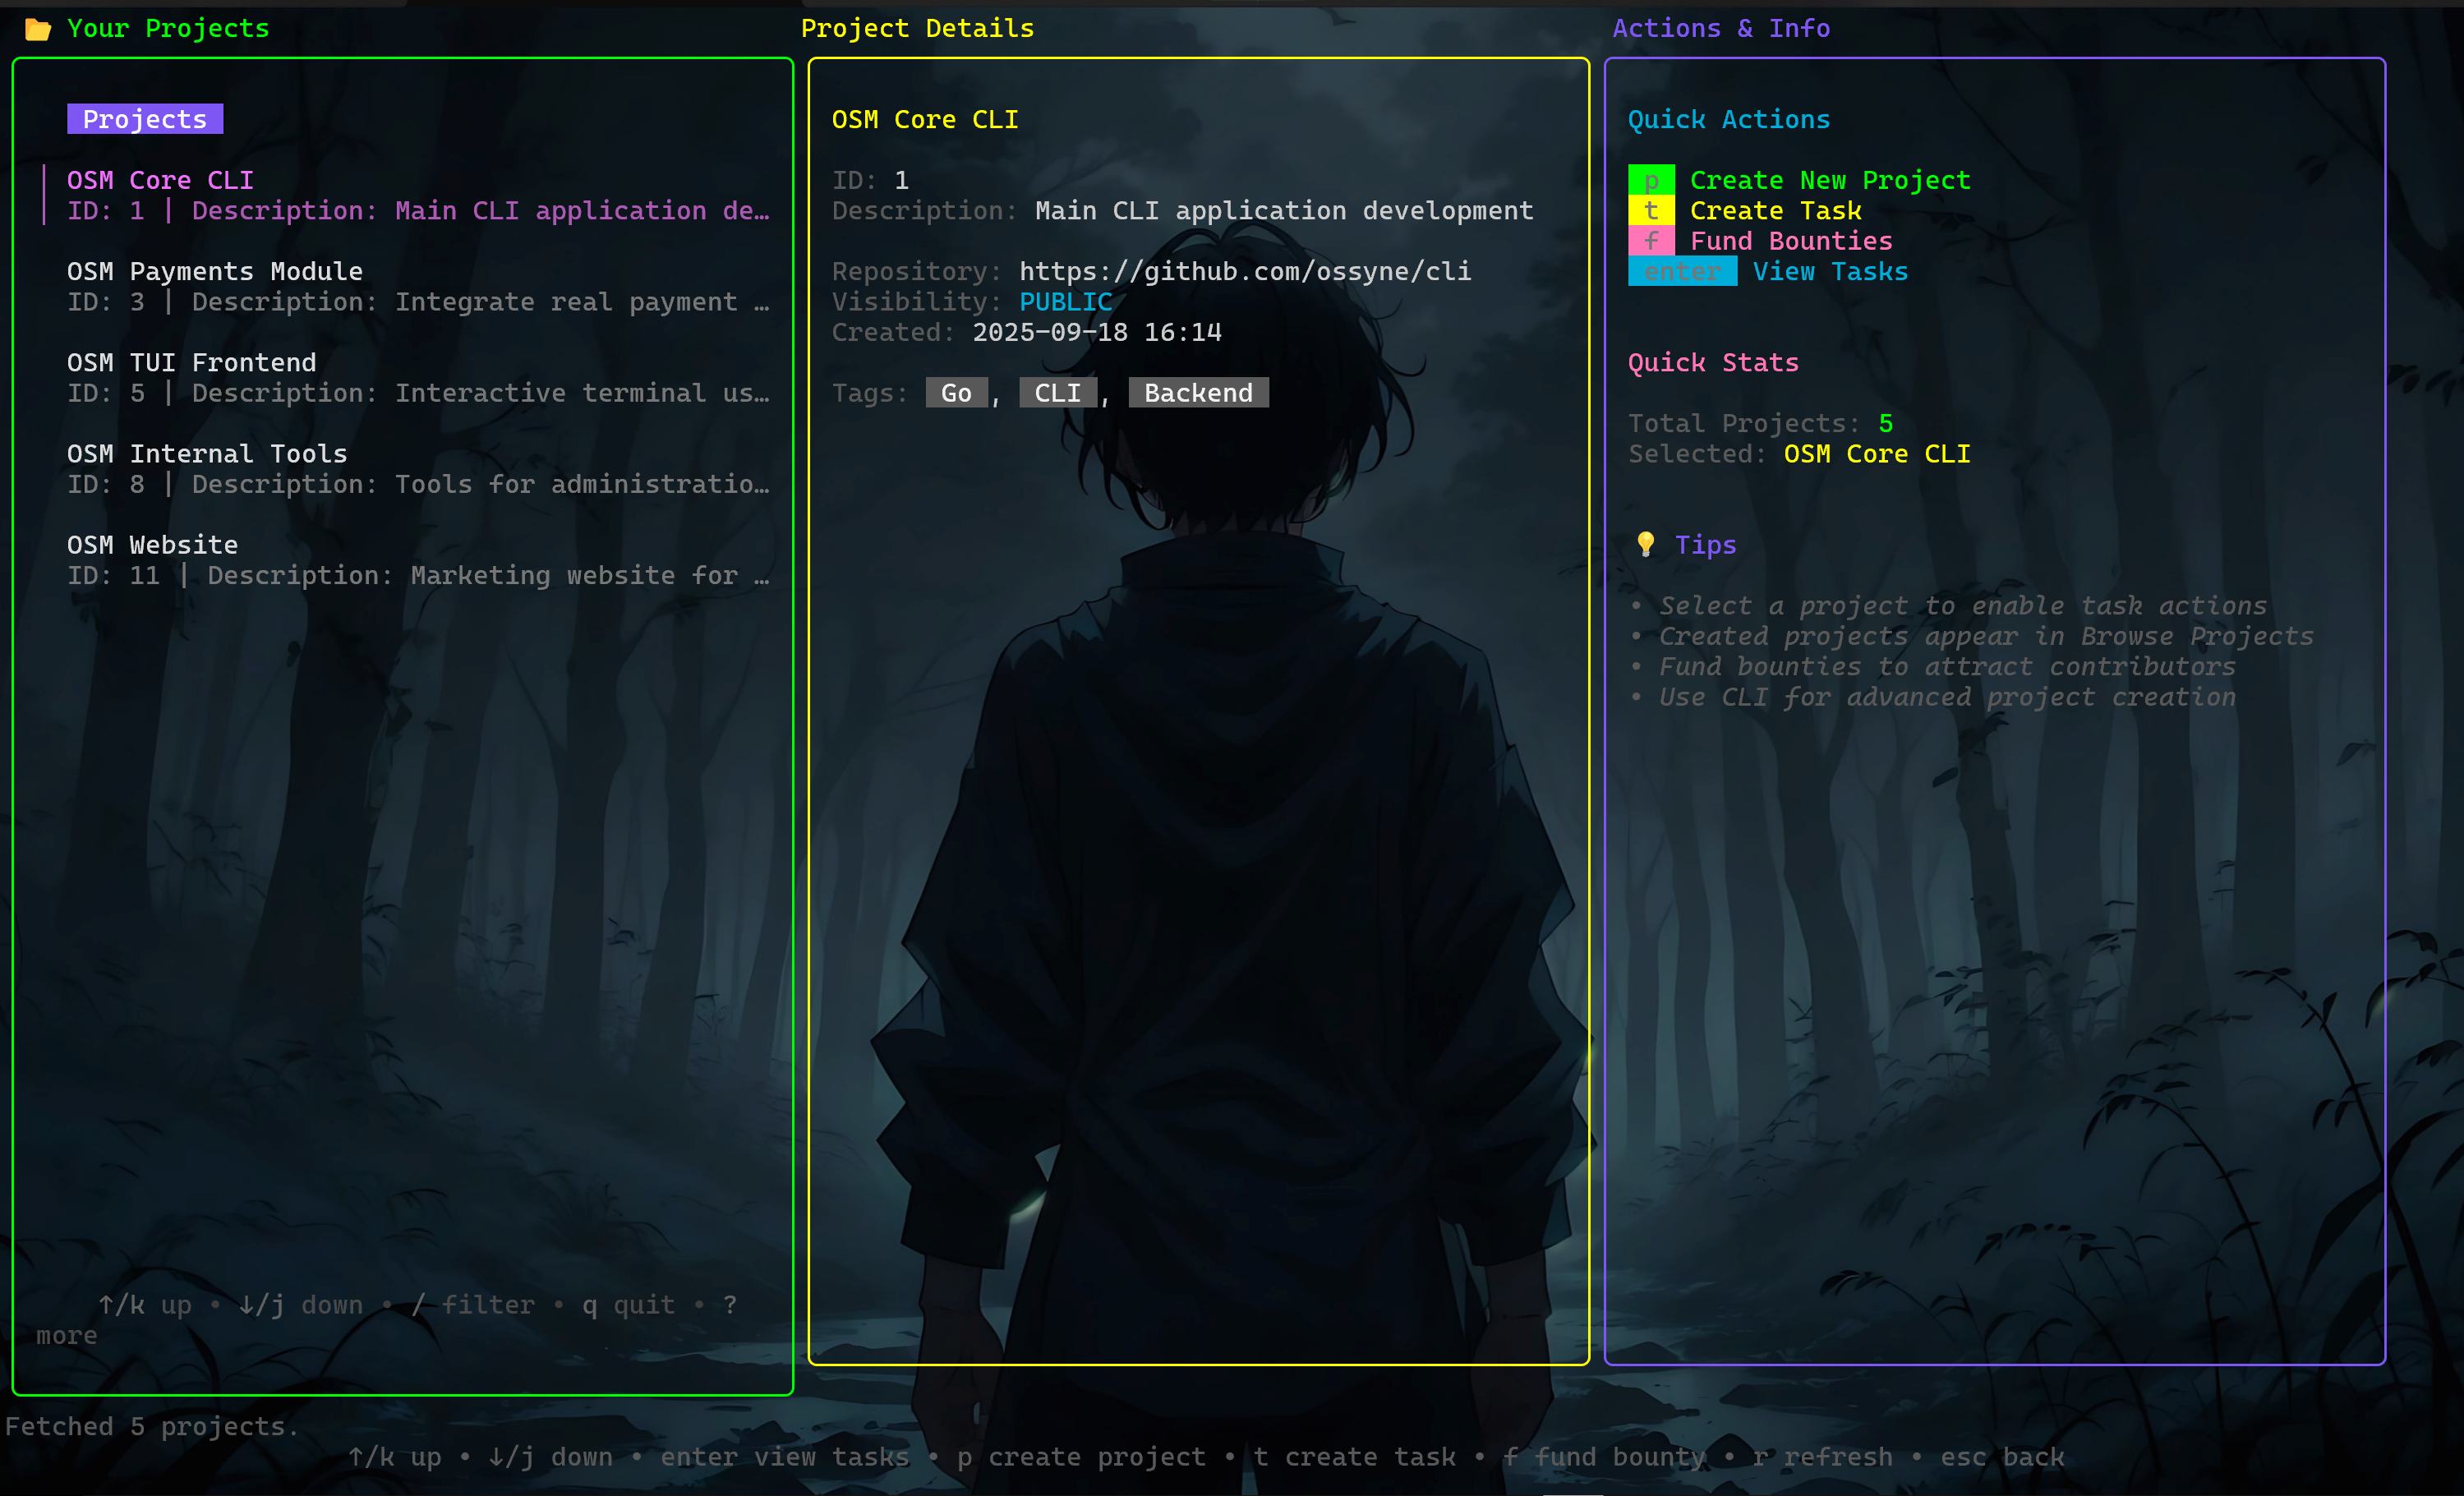 📂 Your Projects
Projects
OSM Core CLI
ID: 1 | Description: Main CLI application de…
OSM Payments Module
ID: 3 | Description: Integrate real payment …
OSM TUI Frontend
ID: 5 | Description: Interactive terminal us…
OSM Internal Tools
ID: 8 | Description: Tools for administratio…
OSM Website
ID: 11 | Description: Marketing website for …
↑/k up • ↓/j down • / filter • q quit • ?
more
Project Details
OSM Core CLI
ID: 1
Description: Main CLI application development
Repository: https://github.com/ossyne/cli
Visibility: PUBLIC
Created: 2025-09-18 16:14
Tags: Go , CLI , Backend
Actions & Info
Quick Actions
p Create New Project
t Create Task
f Fund Bounties
enter View Tasks
Quick Stats
Total Projects: 5
Selected: OSM Core CLI
💡 Tips
• Select a project to enable task actions
• Created projects appear in Browse Projects
• Fund bounties to attract contributors
• Use CLI for advanced project creation
Fetched 5 projects.
↑/k up • ↓/j down • enter view tasks • p create project • t create task • f fund bounty • r refresh • esc back